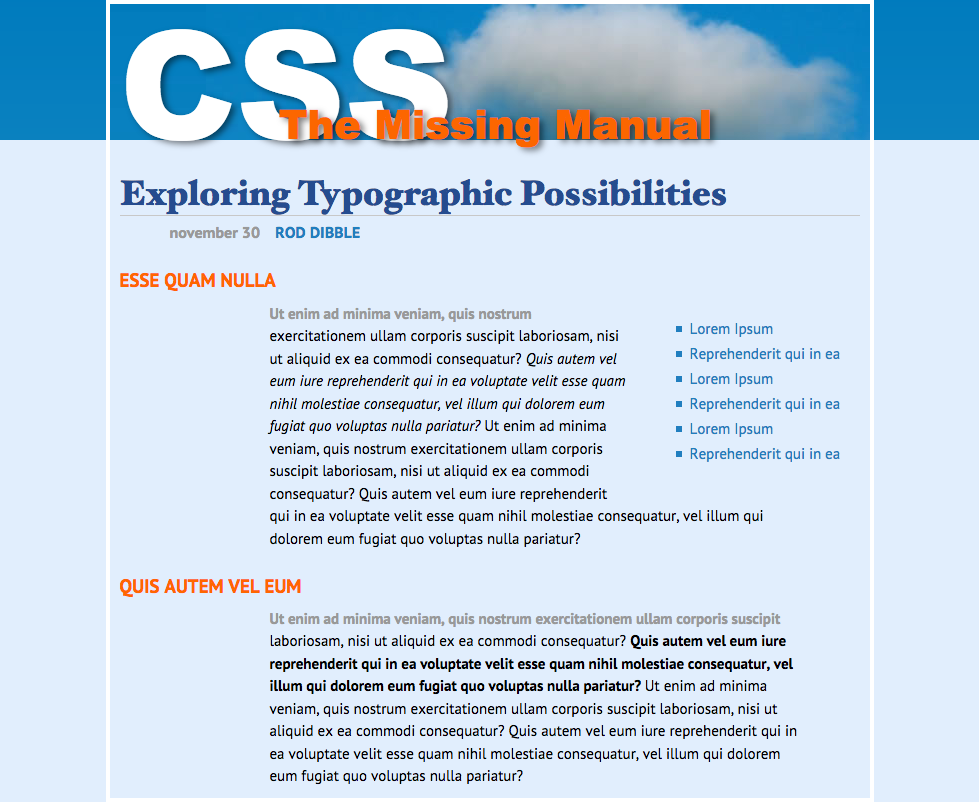 CSS
The Missing Manual
Exploring Typographic Possibilities
november 30 ROD DIBBLE
ESSE QUAM NULLA
Ut enim ad minima veniam, quis nostrum
exercitationem ullam corporis suscipit laboriosam, nisi
ut aliquid ex ea commodi consequatur? Quis autem vel
eum iure reprehenderit qui in ea voluptate velit esse quam
nihil molestiae consequatur, vel illum qui dolorem eum
fugiat quo voluptas nulla pariatur? Ut enim ad minima
veniam, quis nostrum exercitationem ullam corporis
suscipit laboriosam, nisi ut aliquid ex ea commodi
consequatur? Quis autem vel eum iure reprehenderit
qui in ea voluptate velit esse quam nihil molestiae consequatur, vel illum qui
dolorem eum fugiat quo voluptas nulla pariatur?
Lorem Ipsum
Reprehenderit qui in ea
Lorem Ipsum
Reprehenderit qui in ea
Lorem Ipsum
Reprehenderit qui in ea
QUIS AUTEM VEL EUM
Ut enim ad minima veniam, quis nostrum exercitationem ullam corporis suscipit
laboriosam, nisi ut aliquid ex ea commodi consequatur? Quis autem vel eum iure
reprehenderit qui in ea voluptate velit esse quam nihil molestiae consequatur, vel
illum qui dolorem eum fugiat quo voluptas nulla pariatur? Ut enim ad minima
veniam, quis nostrum exercitationem ullam corporis suscipit laboriosam, nisi ut
aliquid ex ea commodi consequatur? Quis autem vel eum iure reprehenderit qui in
ea voluptate velit esse quam nihil molestiae consequatur, vel illum qui dolorem
eum fugiat quo voluptas nulla pariatur?